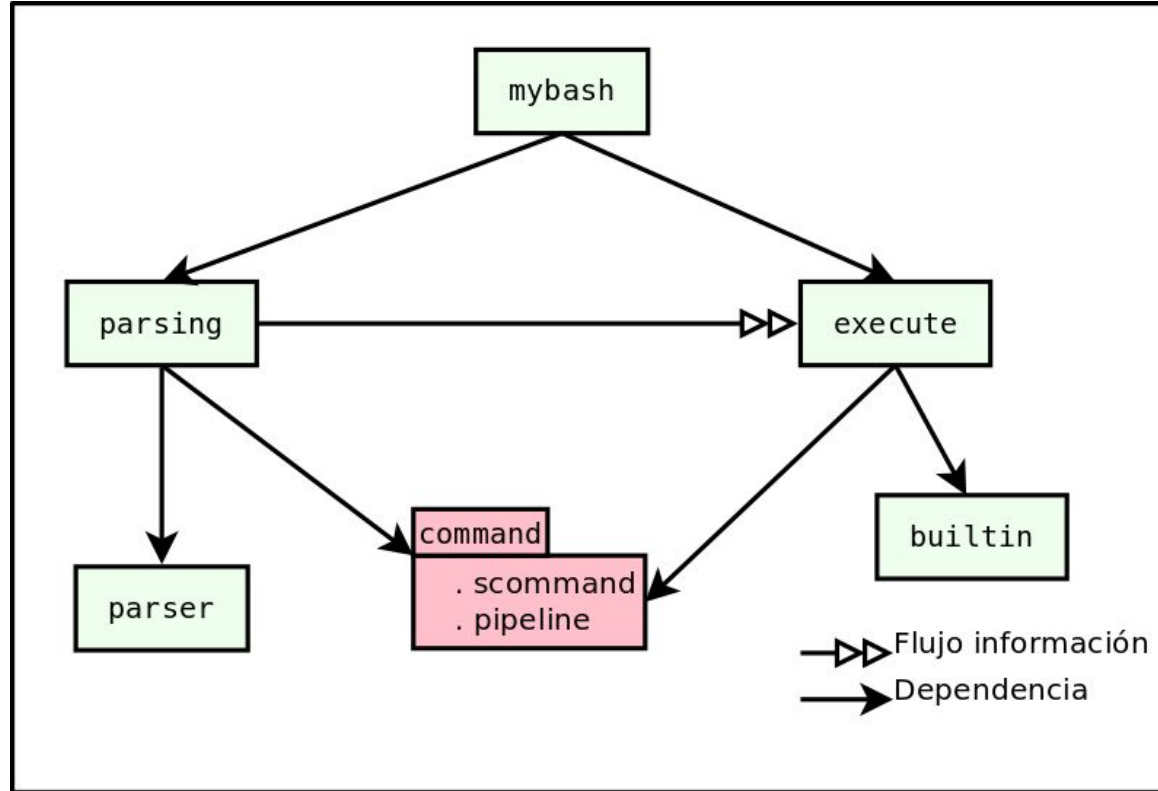 mybash
parsing
execute
command
. scommand
. pipeline
builtin
parser
Flujo información
Dependencia